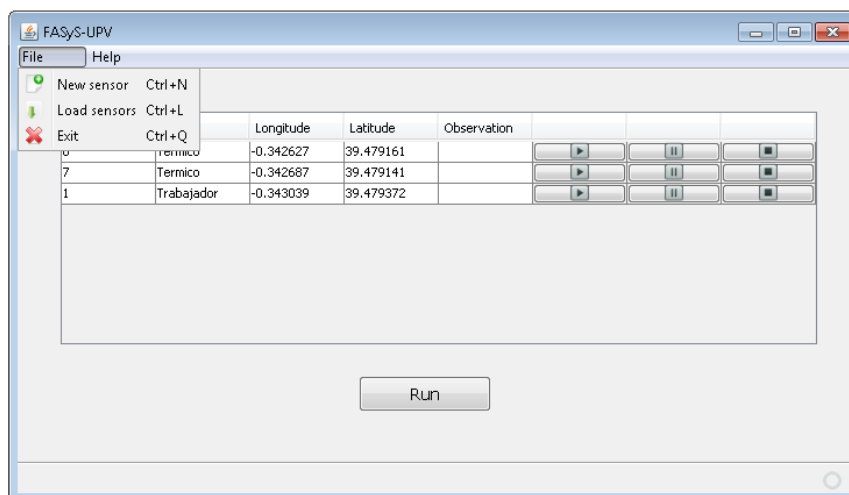 FASyS-UPV
File Help
New sensor Ctrl+N
Load sensors Ctrl+L
Exit Ctrl+Q
Longitude Latitude Observation
Termico -0.342627 39.479161
7 Termico -0.342687 39.479141
1 Trabajador -0.343039 39.479372
Run